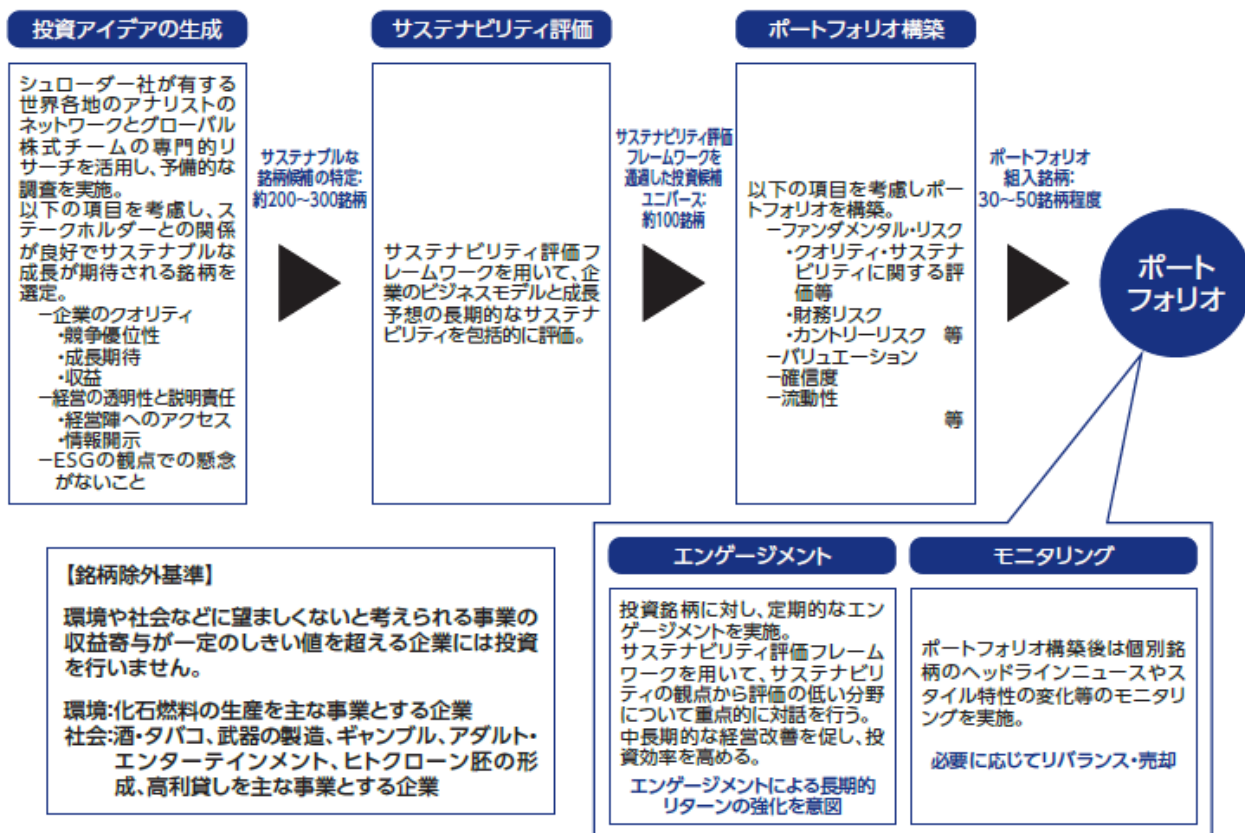 投資アイデアの生成
シュローダー社が有する
世界各地のアナリストの
ネットワークとグローバル
株式チームの専門的リ
サーチを活用し、予備的な
調査を実施。
以下の項目を考慮し、ス
テークホルダーとの関係
が良好でサステナブルな
成長が期待される銘柄を
選定。
－企業のクオリティ
・競争優位性
・成長期待
・収益
－経営の透明性と説明責任
・経営陣へのアクセス
・情報開示
－ESGの観点での懸念
がないこと
サステナブルな
銘柄候補の特定:
約200～300銘柄
サステナビリティ評価
サステナビリティ評価フ
レームワークを用いて、企
業のビジネスモデルと成長
予想の長期的なサステナ
ビリティを包括的に評価。
サステナビリティ評価
フレームワークを
通過した投資候補
ユニバース:
約100銘柄
ポートフォリオ構築
以下の項目を考慮しポー
トフォリオを構築。
－ファンダメンタル・リスク
・クオリティ・サステナ
ビリティに関する評
価等
・財務リスク
・カントリーリスク　等
－バリュエーション
－確信度
－流動性
等
ポートフォリオ
組入銘柄:
30～50銘柄程度
ポート
フォリオ
【銘柄除外基準】
環境や社会などに望ましくないと考えられる事業の
収益寄与が一定のしきい値を超える企業には投資
を行いません。
環境:化石燃料の生産を主な事業とする企業
社会:酒・タバコ、武器の製造、ギャンブル、アダルト・
エンターテインメント、ヒトクローン胚の形
成、高利貸しを主な事業とする企業
エンゲージメント
投資銘柄に対し、定期的なエン
ゲージメントを実施。
サステナビリティ評価フレーム
ワークを用いて、サステナビリ
ティの観点から評価の低い分野
について重点的に対話を行う。
中長期的な経営改善を促し、投
資効率を高める。
エンゲージメントによる長期的
リターンの強化を意図
モニタリング
ポートフォリオ構築後は個別銘
柄のヘッドラインニュースやス
タイル特性の変化等のモニタリ
ングを実施。
必要に応じてリバランス・売却